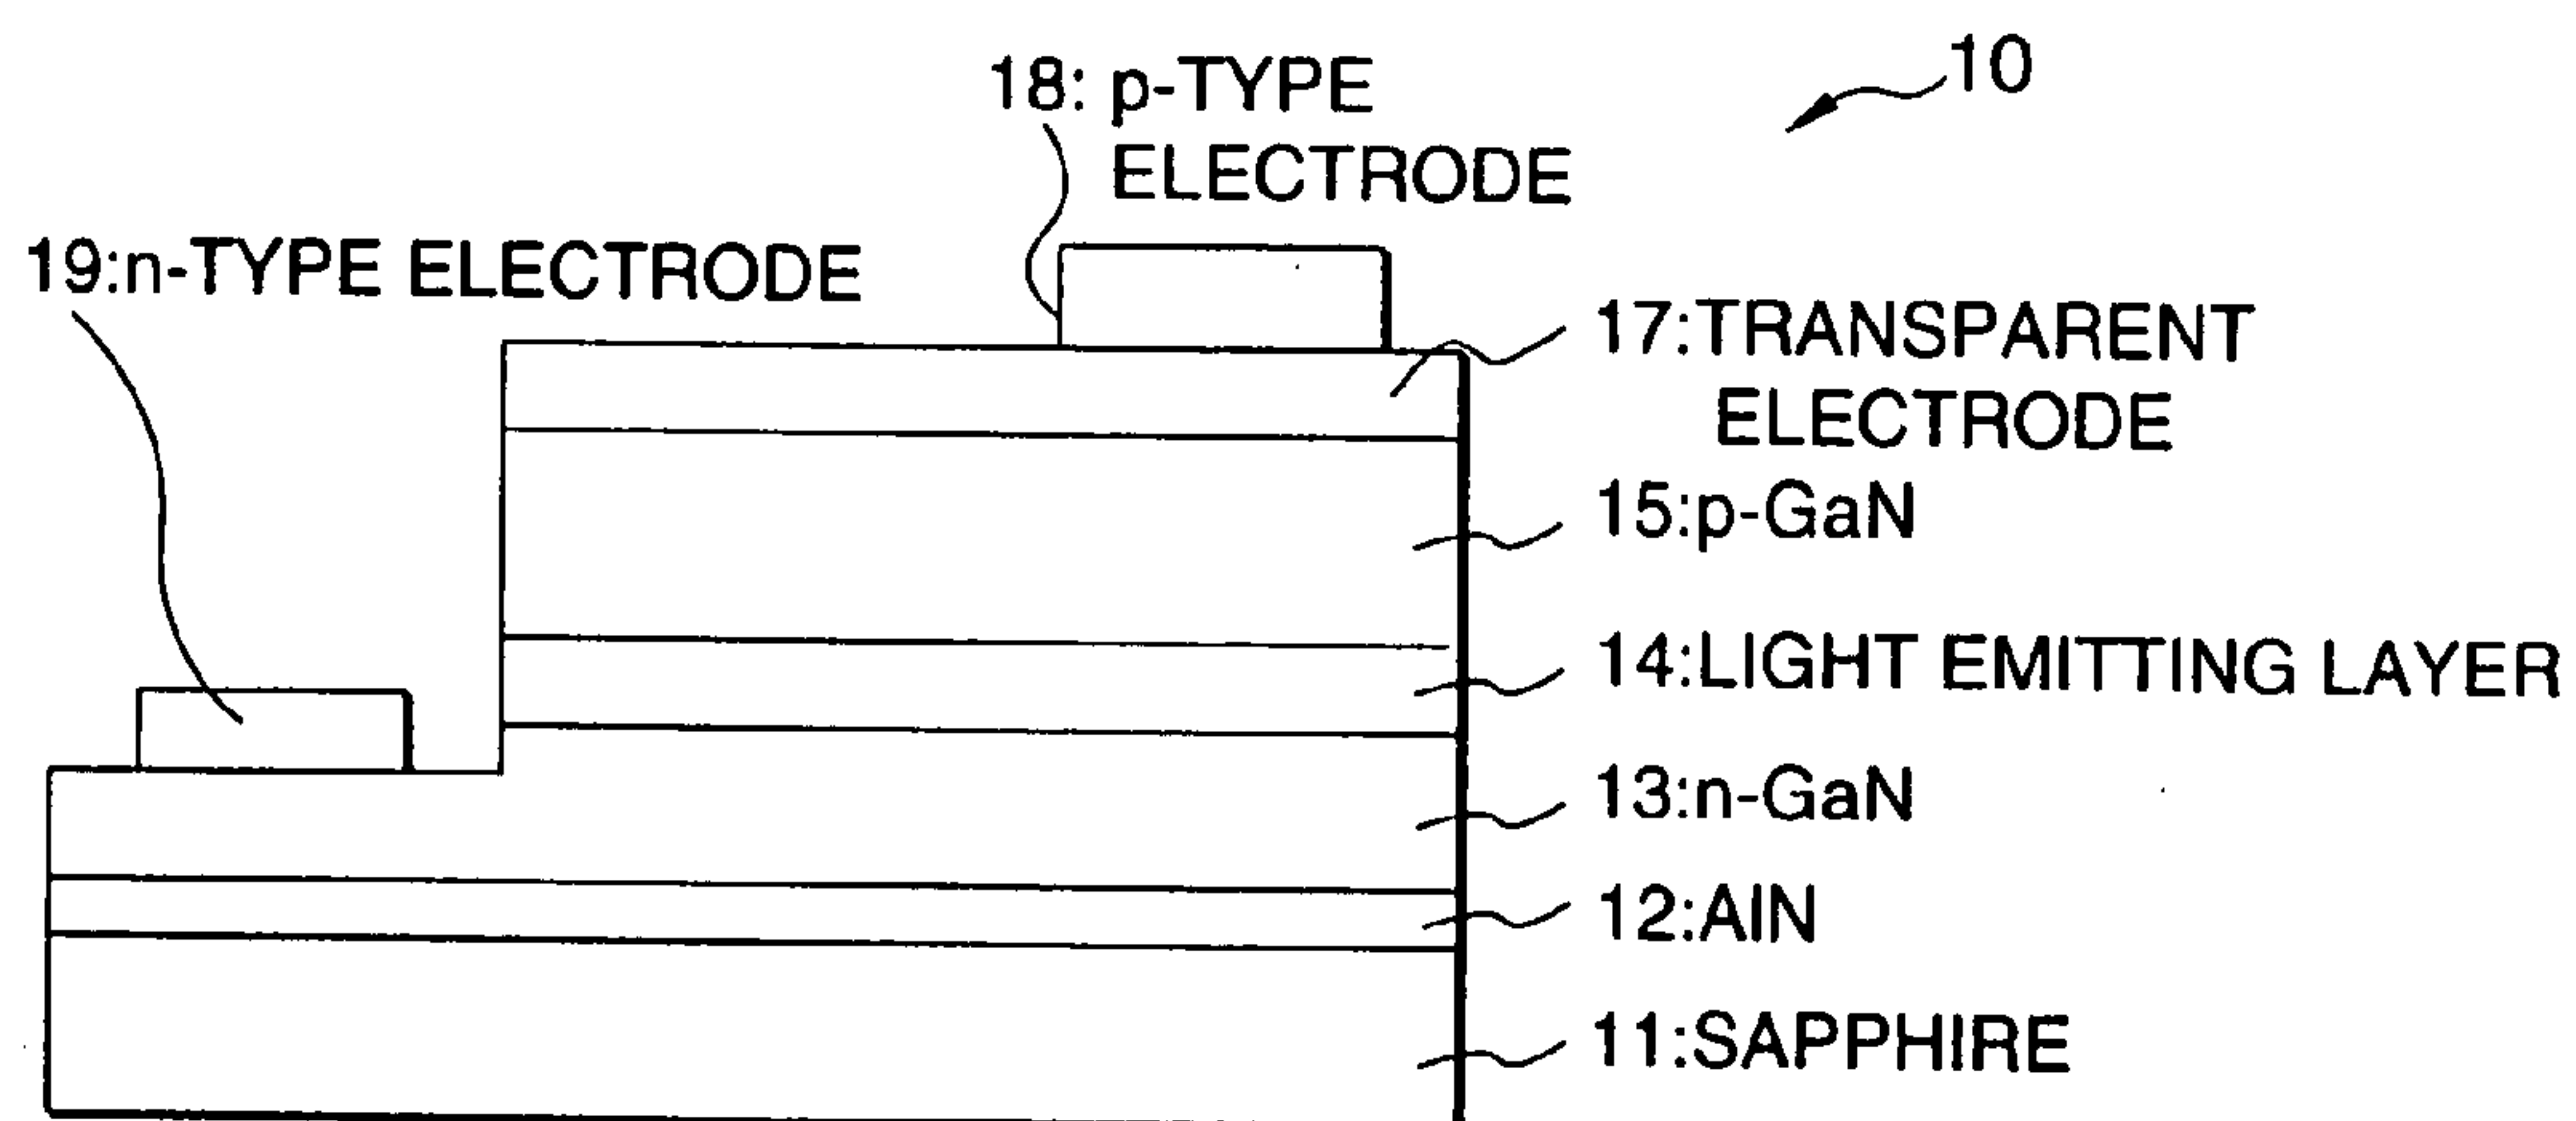 10
18: p-TYPE
ELECTRODE
19:n-TYPE ELECTRODE
17:TRANSPARENT
ELECTRODE
15:p-GaN
14:LIGHT EMITTING LAYER
13:n-GaN
12:AlN
11:SAPPHIRE